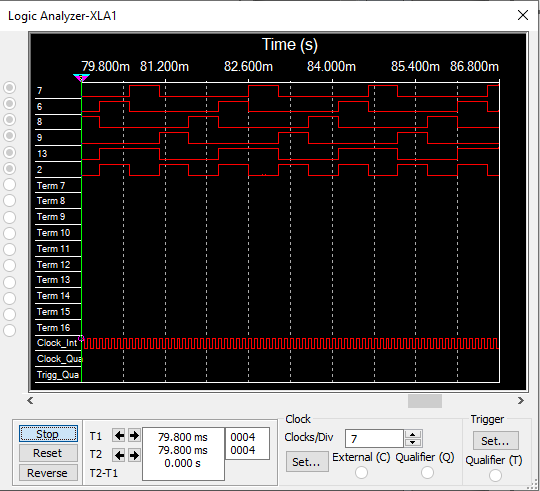 Logic Analyzer-XLA1
Time (s)
79.800m 81.200m 82.600m 84.000m 85.400m 86.800m
7
6
8
9
13
2
Term 7
Term 8
Term 9
Term 10
Term 11
Term 12
Term 13
Term 14
Term 15
Term 16
Clock_Int
Clock_Qua
Trigg_Qua
Stop
Reset
Reverse
T1
T2
T2-T1
79.800 ms
79.800 ms
0.000 s
0004
0004
Clock
Clocks/Div 7
Set...
External (C) Qualifier (Q)
Trigger
Set...
Qualifier (T)